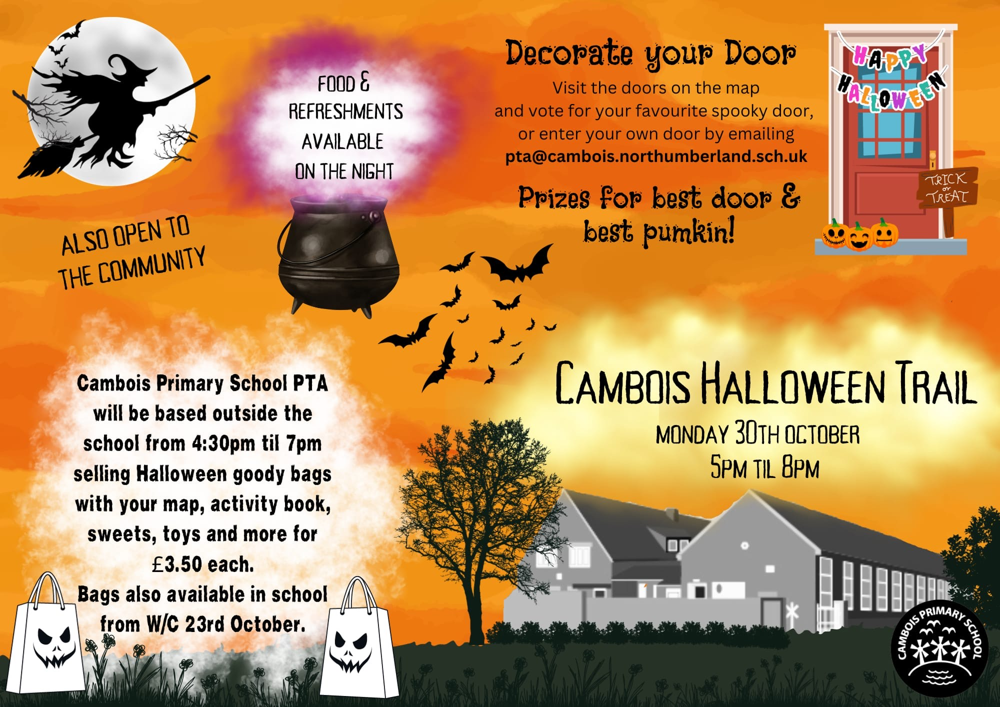 FOOD &
REFRESHMENTS
AVAILABLE
ON THE NIGHT
ALSO OPEN TO
THE COMMUNITY
Decorate your Door
Visit the doors on the map
and vote for your favourite spooky door,
or enter your own door by emailing
pta@cambois.northumberland.sch.uk
Prizes for best door &
best pumkin!
HAPPY
HALLOWEEN
TRICK
or
TREAT
Cambois Primary School PTA
will be based outside the
school from 4:30pm til 7pm
selling Halloween goody bags
with your map, activity book,
sweets, toys and more for
£3.50 each.
Bags also available in school
from W/C 23rd October.
CAMBOIS HALLOWEEN TRAIL
MONDAY 30TH OCTOBER
5PM TIL 8PM
CAMBOIS PRIMARY SCHOOL